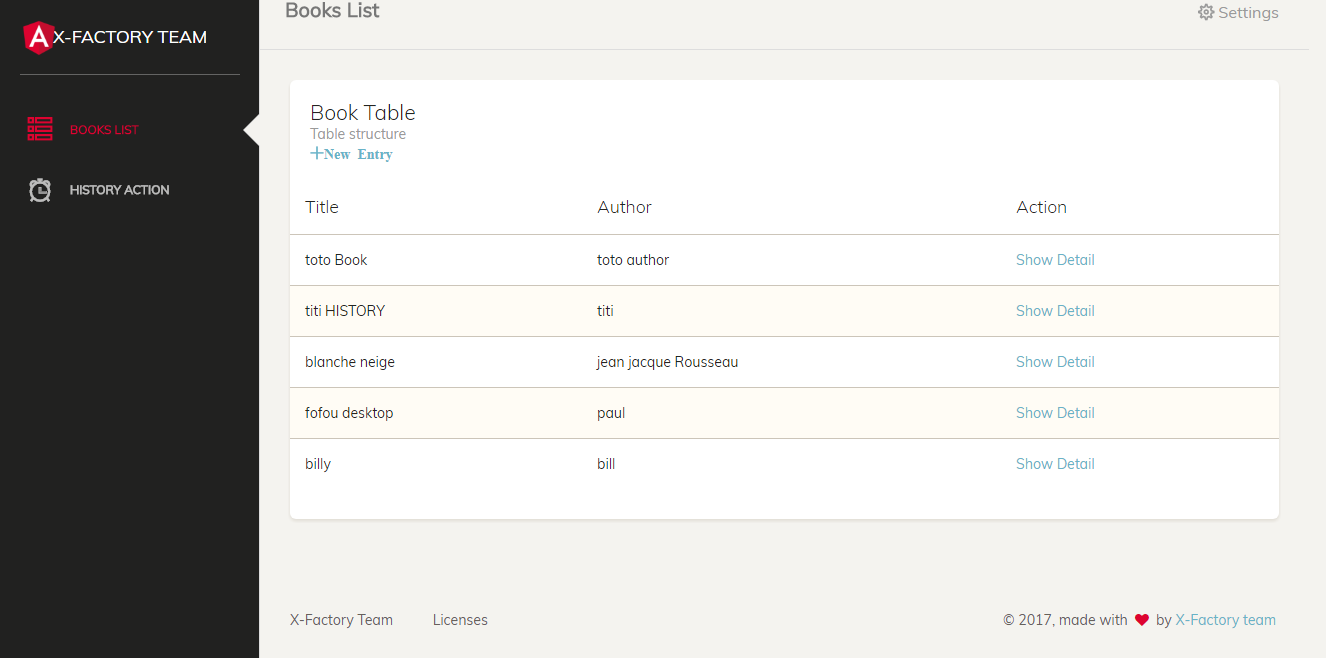 Books List
Settings
X-FACTORY TEAM
BOOKS LIST
HISTORY ACTION
Book Table
Table structure
+New Entry
Title Author Action
toto Book toto author Show Detail
titi HISTORY titi Show Detail
blanche neige jean jacque Rousseau Show Detail
fofou desktop paul Show Detail
billy bill Show Detail
X-Factory Team Licenses © 2017, made with ♥ by X-Factory team